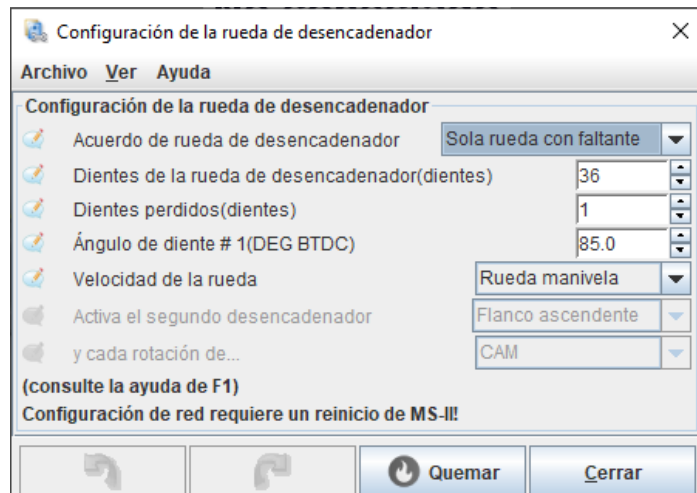 Configuración de la rueda de desencadenador
Archivo Ver Ayuda
Configuración de la rueda de desencadenador
Acuerdo de rueda de desencadenador Sola rueda con faltante
Dientes de la rueda de desencadenador(dientes) 36
Dientes perdidos(dientes) 1
Ángulo de diente # 1(DEG BTDC) 85.0
Velocidad de la rueda Rueda manivela
Activa el segundo desencadenador Flanco ascendente
y cada rotación de... CAM
(consulte la ayuda de F1)
Configuración de red requiere un reinicio de MS-II!
Quemar Cerrar